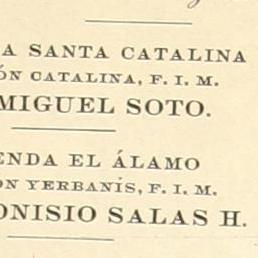 A SANTA CATALINA
ÓN CATALINA, F. I. M.
MIGUEL SOTO.
ENDA EL ÁLAMO
ON YERBANÍS, F. I. M.
ONISIO SALAS H.